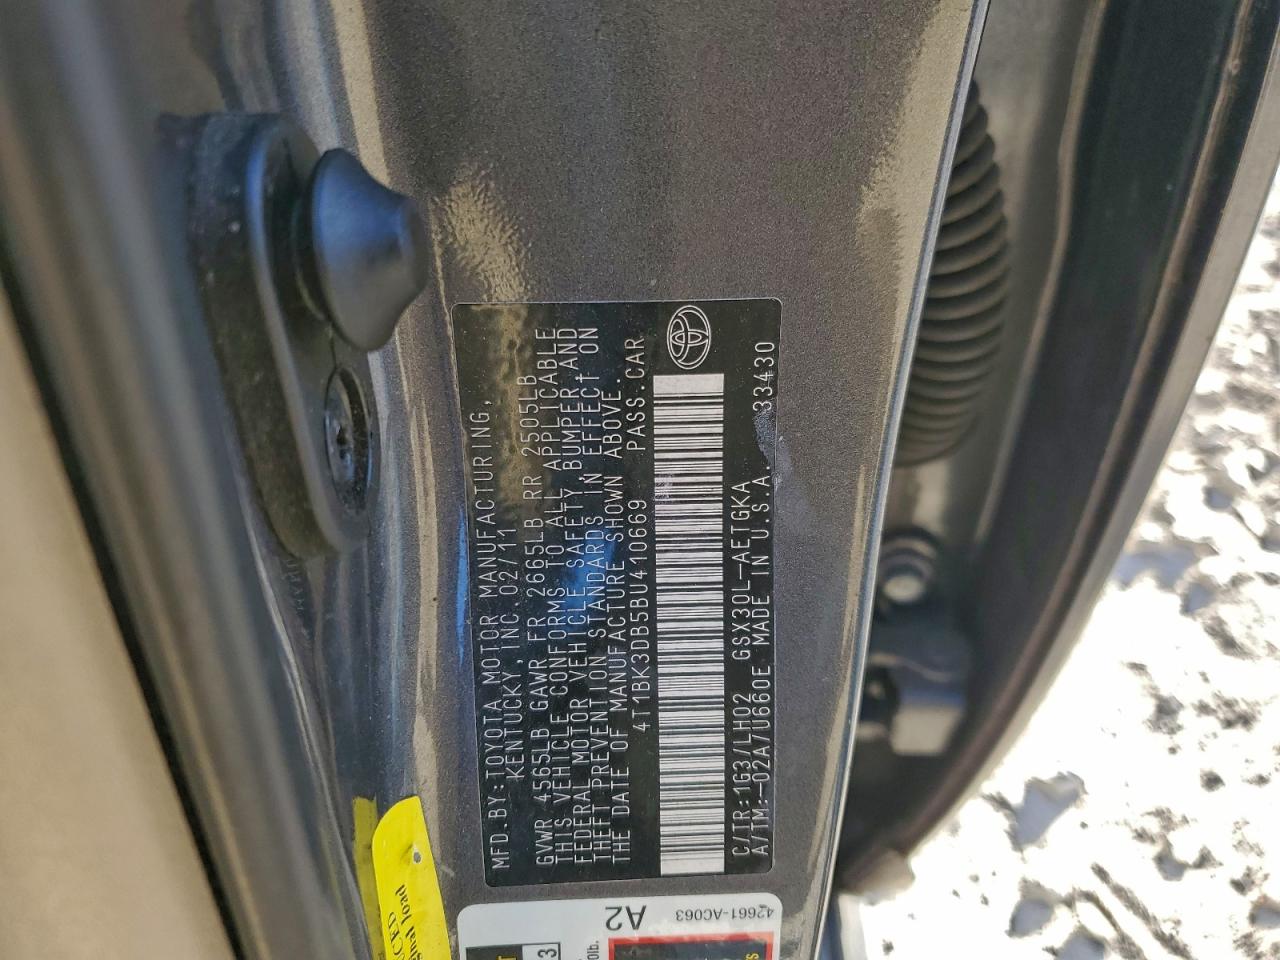 MFD.BY:TOYOTA MOTOR MANUFACTURING,
KENTUCKY, INC. 02/11
GVWR 4565LB GAWR FR 2665LB RR 2505LB
THIS VEHICLE CONFORMS TO ALL APPLICABLE
FEDERAL MOTOR VEHICLE SAFETY,BUMPER,AND
THEFT PREVENTION STANDARDS IN EFFECT ON
THE DATE OF MANUFACTURE SHOWN ABOVE.
4T1BK3DB5BU410669 PASS.CAR
C/TR:1G3/LH02 GSX30L-AETGKA
A/TM:-02A/U660E MADE IN U.S.A. 33430
A2
42661-AC063
load
3